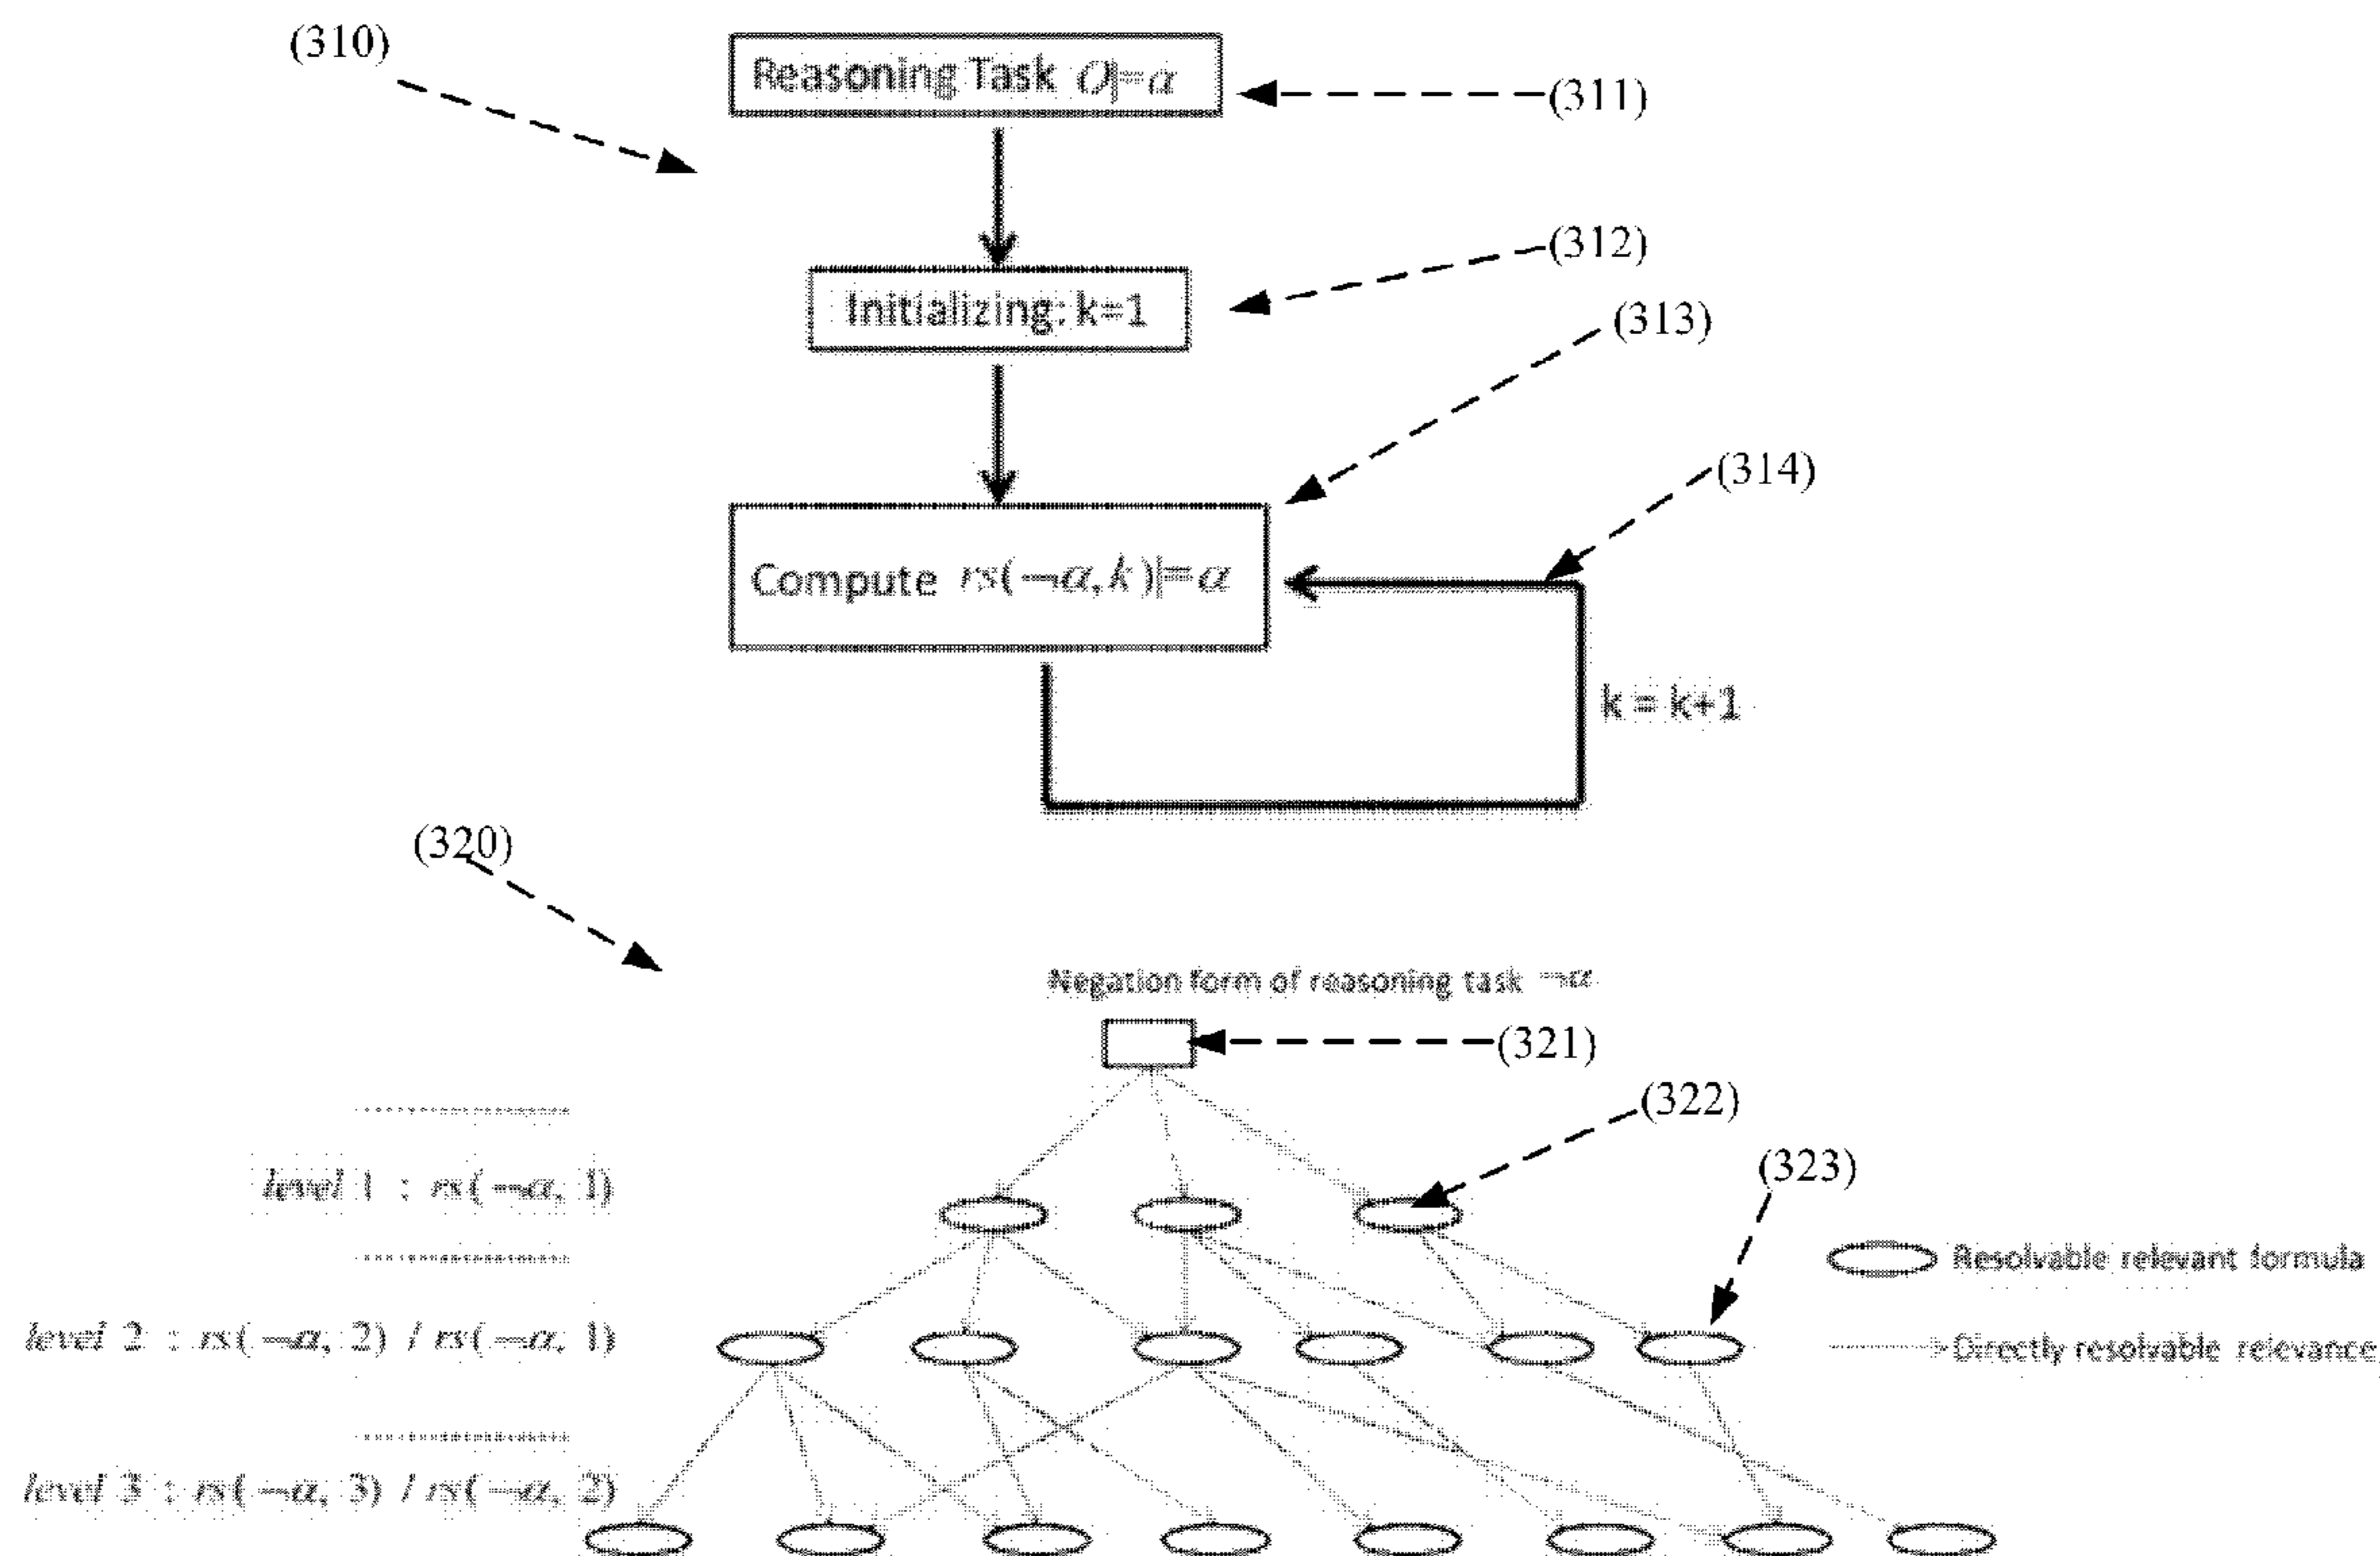 (310)
Reasoning Task O|=α
(311)
(312)
Initializing: k=1
(313)
(314)
Compute rs(¬α, k)|=α
k = k+1
(320)
Negation form of reasoning task ¬α
(321)
(322)
(323)
level 1 : rs(¬α, 1)
Resolvable relevant formula
level 2 : rs(¬α, 2) / rs(¬α, 1)
Directly resolvable relevance
level 3 : rs(¬α, 3) / rs(¬α, 2)